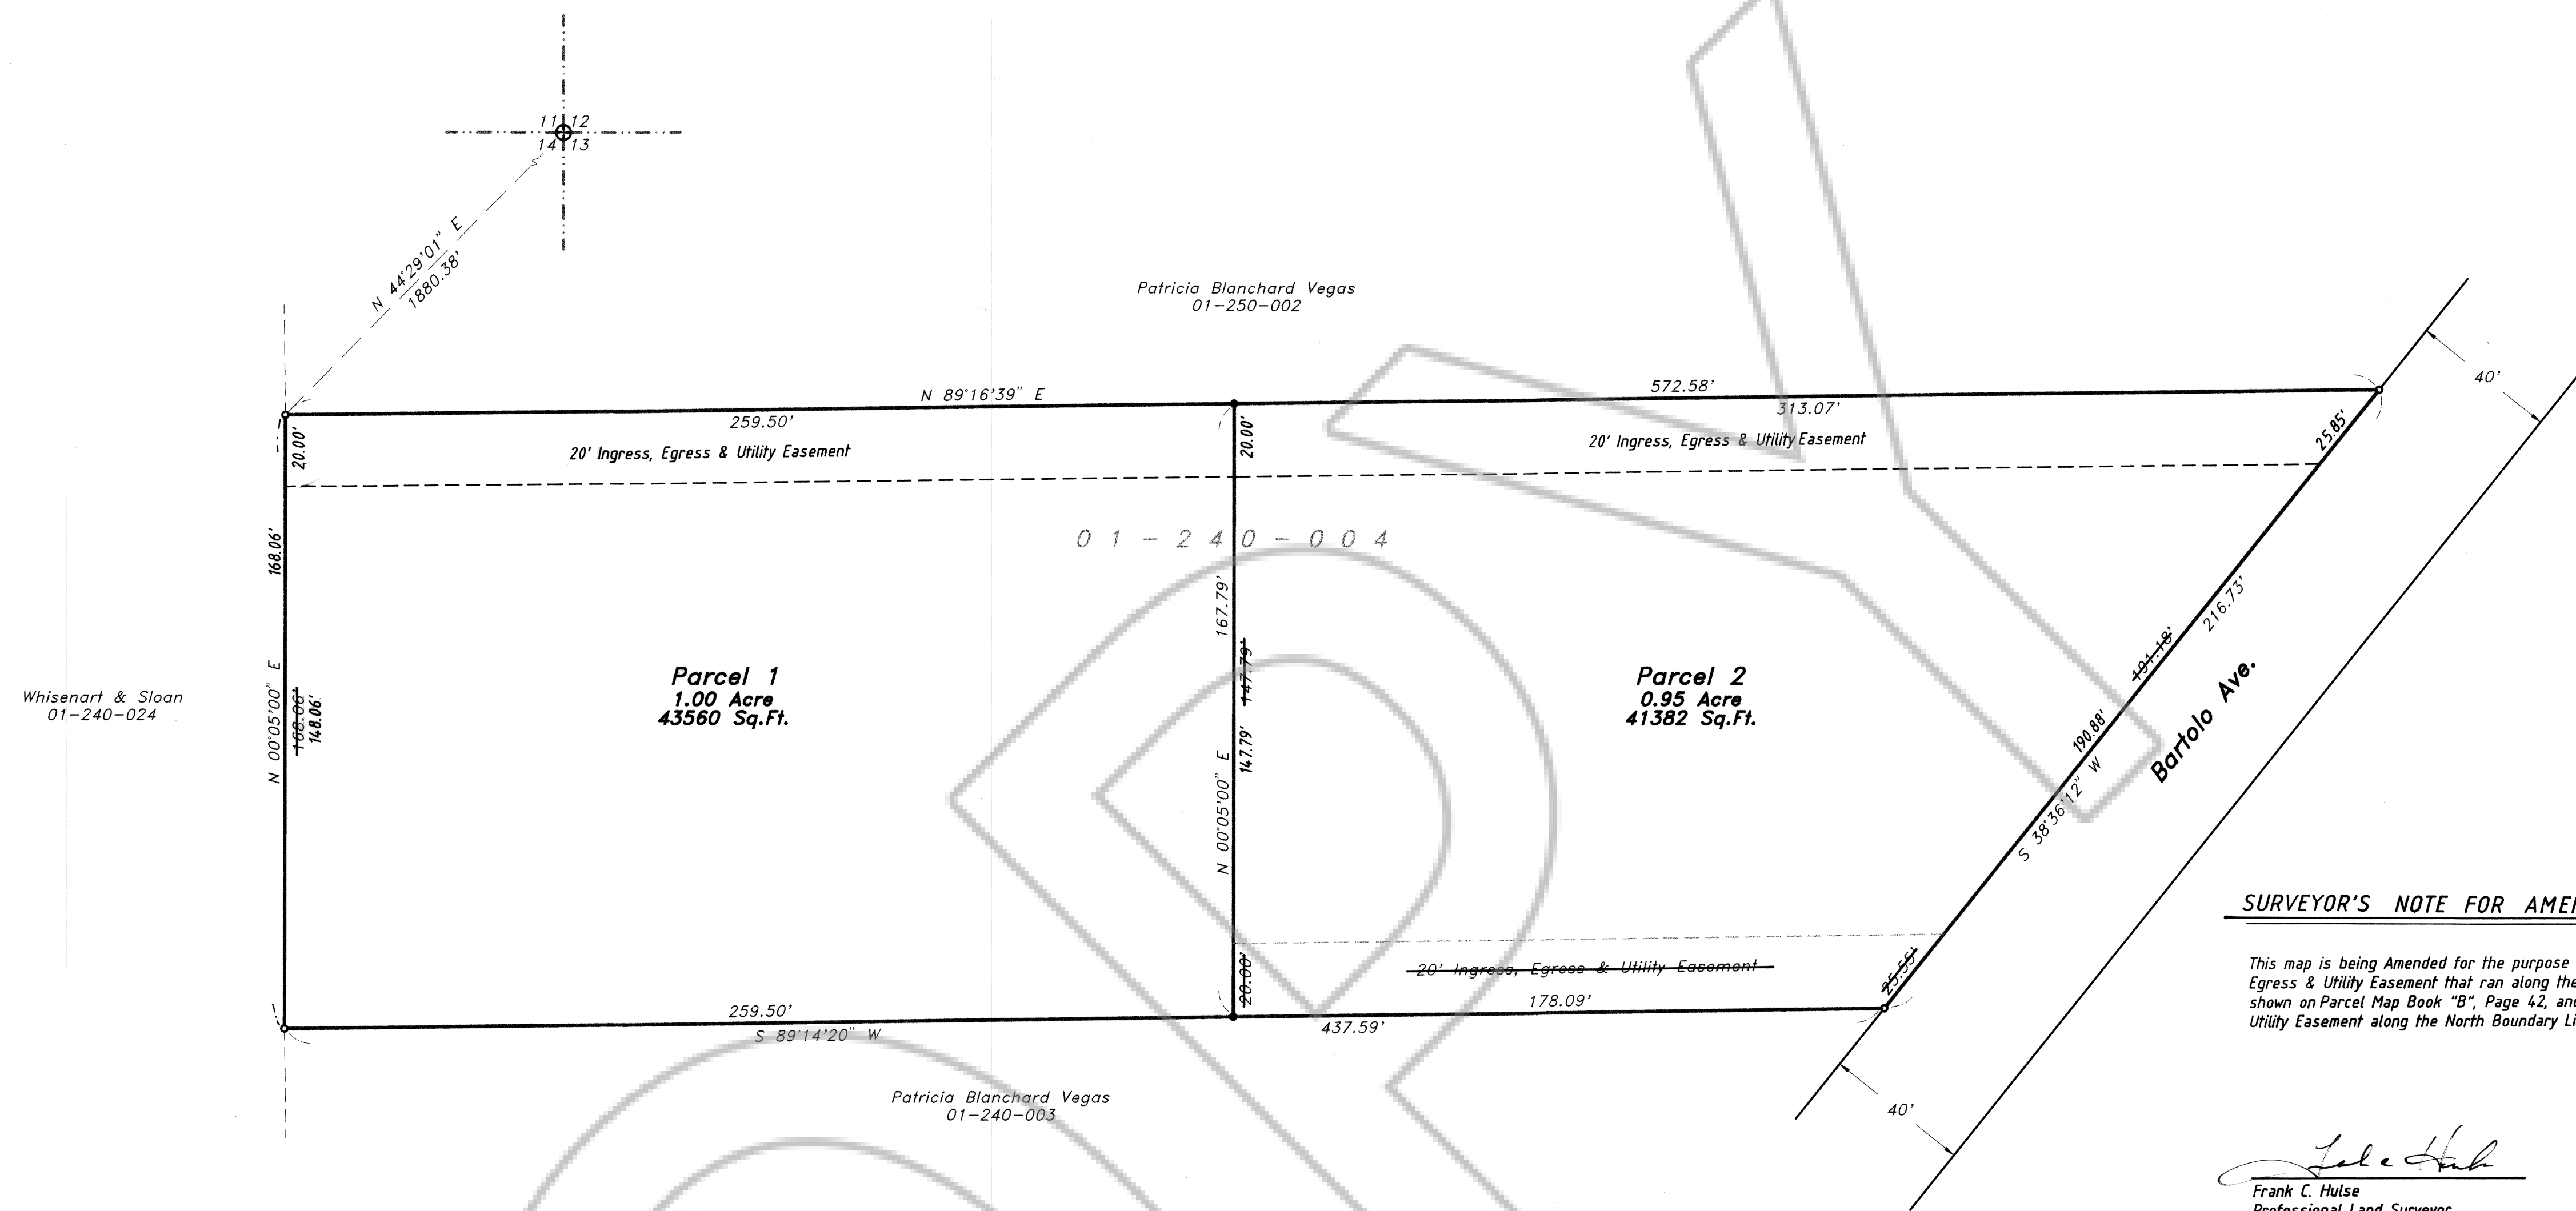 11 12
14 13
N 44°29'01" E
1880.38'
Patricia Blanchard Vegas
01-250-002
N 89°16'39" E
572.58'
259.50'
313.07'
20' Ingress, Egress & Utility Easement
20' Ingress, Egress & Utility Easement
20.00'
20.00'
25.85'
40'
01-240-004
168.06'
N 00°05'00" E
168.06'
148.06'
167.79'
147.79'
147.79'
N 00°05'00" E
Whisenart & Sloan
01-240-024
Parcel 1
1.00 Acre
43560 Sq.Ft.
Parcel 2
0.95 Acre
41382 Sq.Ft.
216.73'
191.18'
190.88'
S 38°36'12" W
Bartolo Ave.
20' Ingress, Egress & Utility Easement
20.00'
25.55'
259.50'
S 89°14'20" W
178.09'
437.59'
Patricia Blanchard Vegas
01-240-003
40'
SURVEYOR'S NOTE FOR AMEN
This map is being Amended for the purpose
Egress & Utility Easement that ran along the
shown on Parcel Map Book "B", Page 42, and
Utility Easement along the North Boundary Li
Frank C. Hulse
Professional Land Surveyor